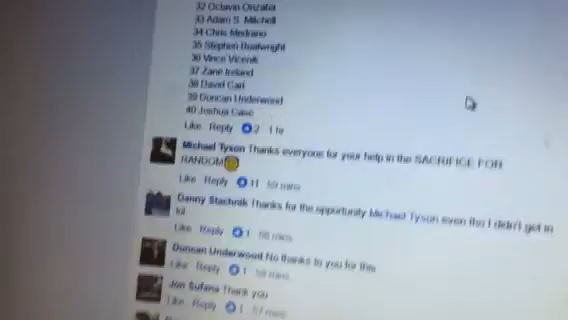 32 Octavio Onzatia
33 Adam S. Mitchell
34 Chris Medrano
35 Stephen Boatwright
36 Vince Vicenik
37 Zane Ireland
38 David Carl
39 Duncan Underwood
40 Joshua Case
Like Reply 2 1 hr
Michael Tyson Thanks everyone for your help in the SACRIFICE FOR
RANDOM
Like Reply 11 59 mins
Danny Stachnik Thanks for the opportunity Michael Tyson even tho I didn't get in
lol
Like Reply 1 58 mins
Duncan Underwood No thanks to you for this
Like Reply 1 58 mins
Jon Sufana Thank you
Like Reply 1 57 mins